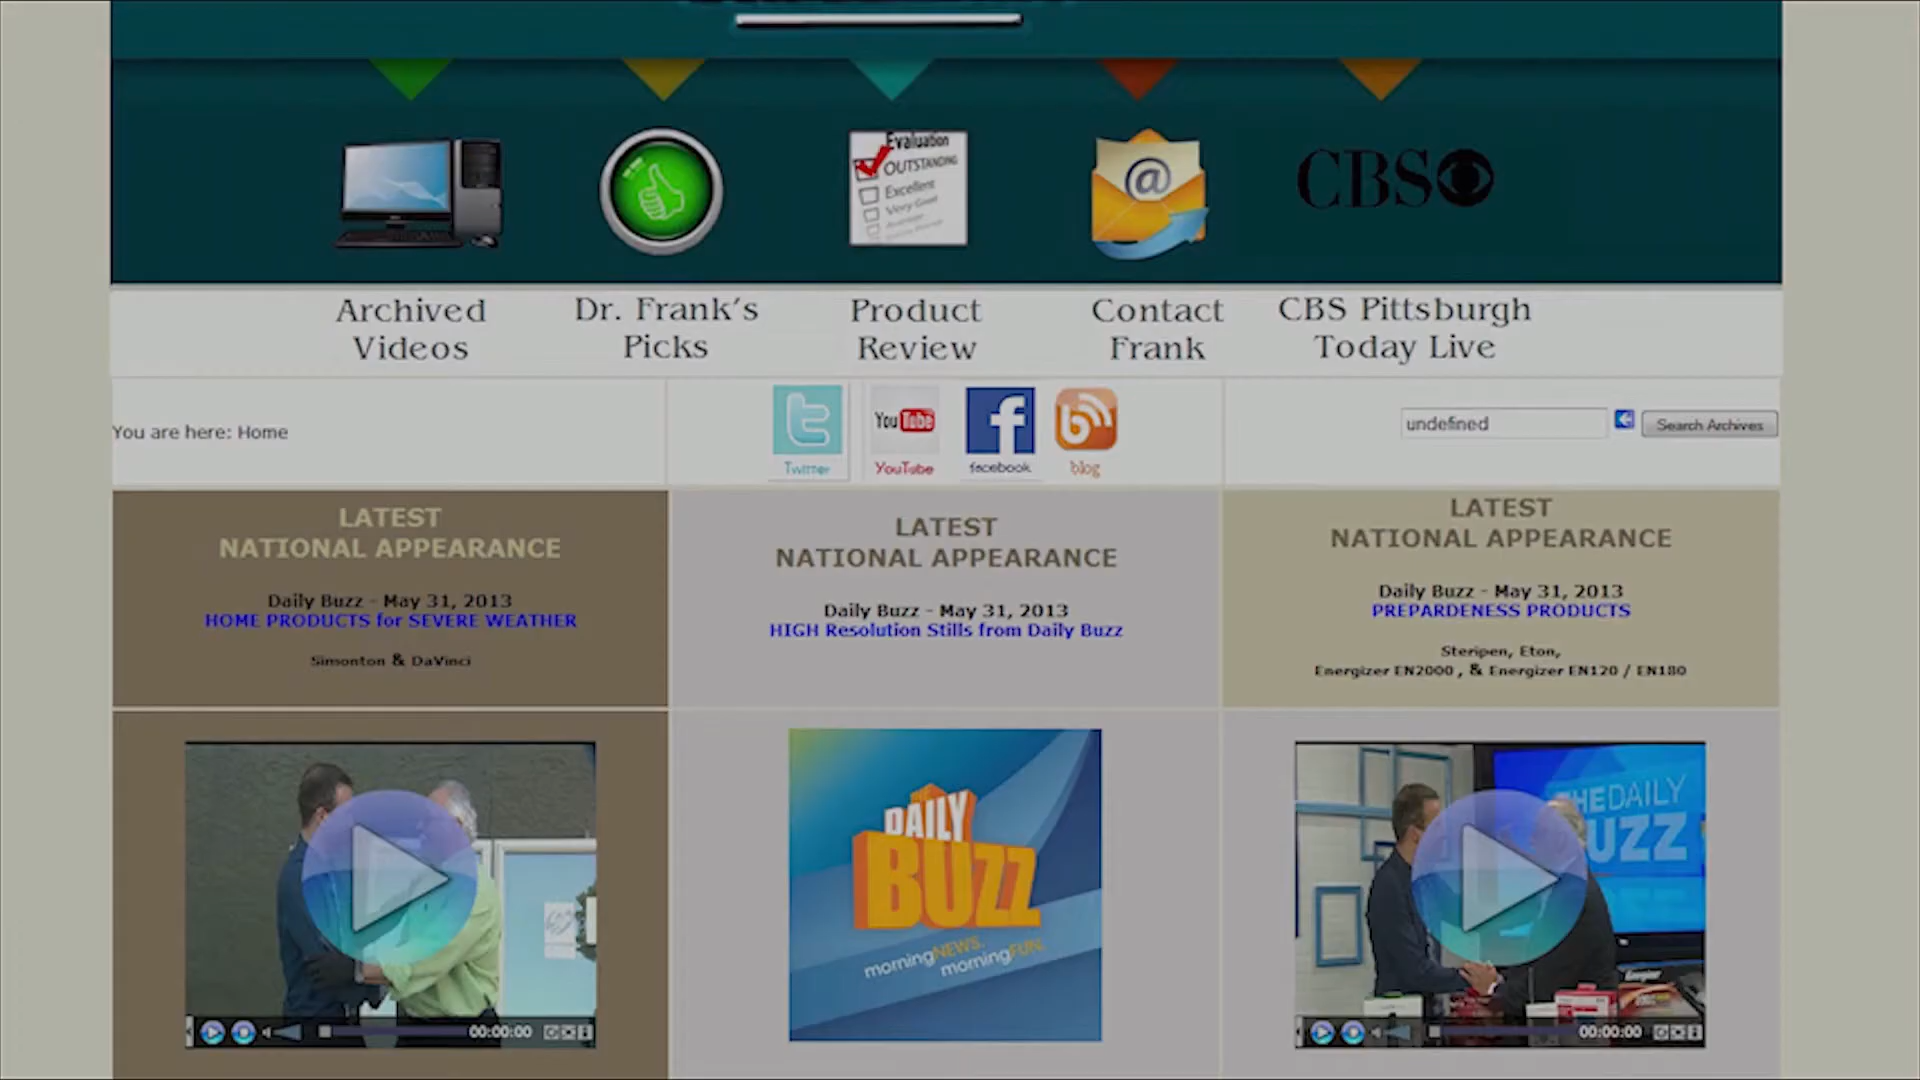 Evaluation
OUTSTANDING
Excellent
Very Good
@
CBS
Archived
Videos
Dr. Frank's
Picks
Product
Review
Contact
Frank
CBS Pittsburgh
Today Live
You are here: Home
Twitter
You Tube
YouTube
facebook
blog
undefined
Search Archives
LATEST
NATIONAL APPEARANCE
Daily Buzz - May 31, 2013
HOME PRODUCTS for SEVERE WEATHER
Simonton & DaVinci
LATEST
NATIONAL APPEARANCE
Daily Buzz - May 31, 2013
HIGH Resolution Stills from Daily Buzz
LATEST
NATIONAL APPEARANCE
Daily Buzz - May 31, 2013
PREPARDENESS PRODUCTS
Steripen, Eton,
Energizer EN2000 , & Energizer EN120 / EN180
00:00:00
THE DAILY
BUZZ
morningNEWS.
morningFUN.
THE DAILY
BUZZ
Energizer
00:00:00